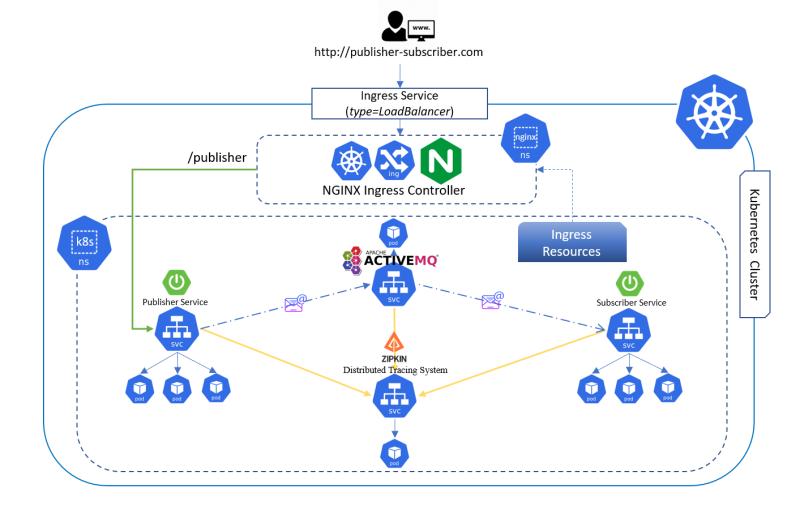 www.
http://publisher-subscriber.com
Ingress Service
(type=LoadBalancer)
nginx
ns
/publisher
ing
N
NGINX Ingress Controller
Kubernetes Cluster
k8s
ns
pod
Ingress
Resources
APACHE
ACTIVEMQ
svc
@
@
Publisher Service
svc
Subscriber Service
svc
ZIPKIN
Distributed Tracing System
svc
pod
pod
pod
pod
pod
pod
pod